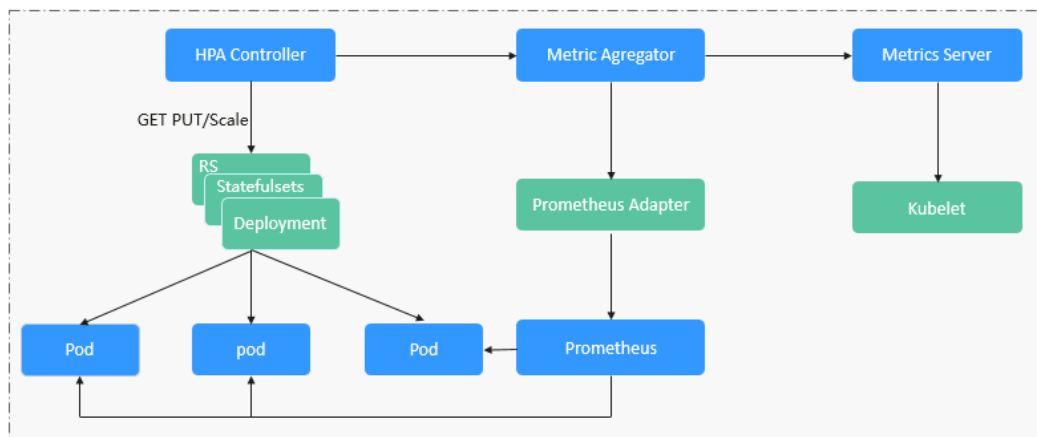 HPA Controller
Metric Agregator
Metrics Server
GET PUT/Scale
RS
Statefulsets
Deployment
Prometheus Adapter
Kubelet
Pod
pod
Pod
Prometheus